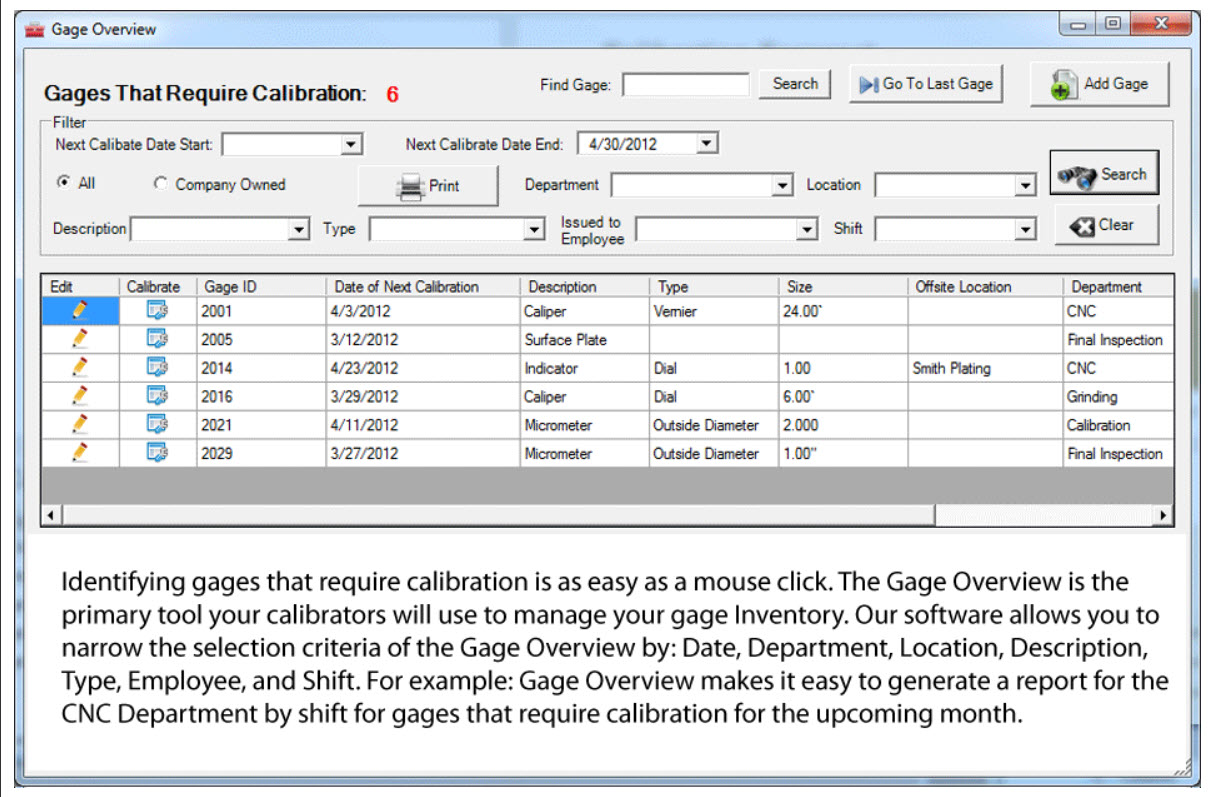 Gage Overview
Gages That Require Calibration: 6
Find Gage: Search Go To Last Gage Add Gage
Filter
Next Calibate Date Start: Next Calibrate Date End: 4/30/2012
All Company Owned Print Department Location Search
Description Type Issued to Employee Shift Clear
Edit Calibrate Gage ID Date of Next Calibration Description Type Size Offsite Location Department
2001 4/3/2012 Caliper Vernier 24.00` CNC
2005 3/12/2012 Surface Plate Final Inspection
2014 4/23/2012 Indicator Dial 1.00 Smith Plating CNC
2016 3/29/2012 Caliper Dial 6.00` Grinding
2021 4/11/2012 Micrometer Outside Diameter 2.000 Calibration
2029 3/27/2012 Micrometer Outside Diameter 1.00" Final Inspection
Identifying gages that require calibration is as easy as a mouse click. The Gage Overview is the
primary tool your calibrators will use to manage your gage Inventory. Our software allows you to
narrow the selection criteria of the Gage Overview by: Date, Department, Location, Description,
Type, Employee, and Shift. For example: Gage Overview makes it easy to generate a report for the
CNC Department by shift for gages that require calibration for the upcoming month.